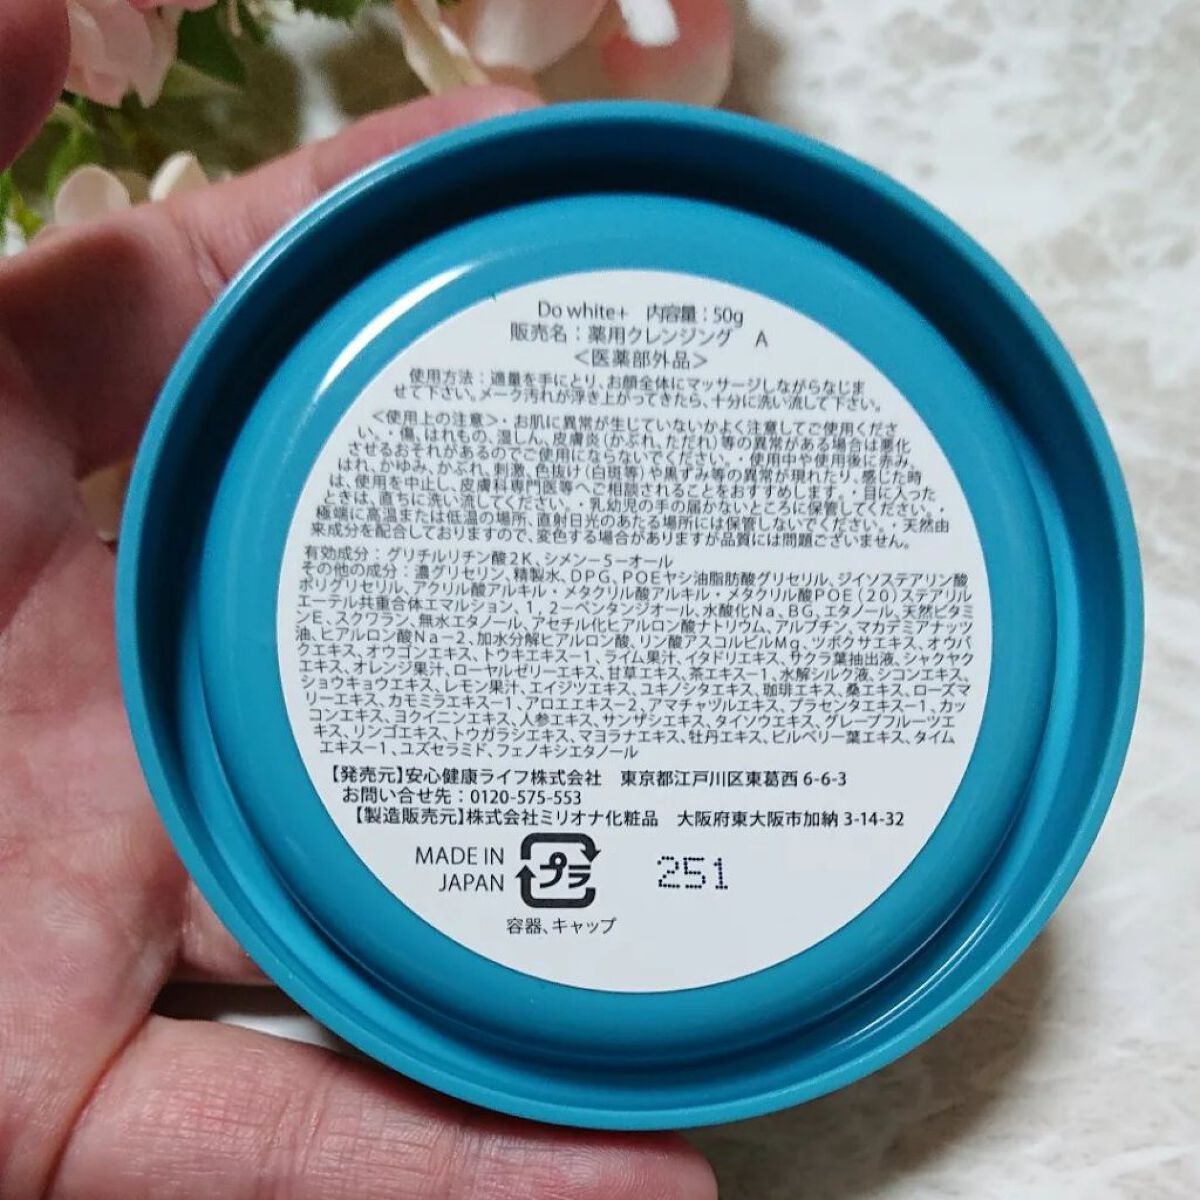 Do white+ 内容量：50g
販売名：薬用クレンジング A
＜医薬部外品＞
使用方法：適量を手にとり、お顔全体にマッサージしながらなじま
せて下さい。メーク汚れが浮き上がってきたら、十分に洗い流して下さい。
＜使用上の注意＞・お肌に異常が生じていないかよく注意してご使用くださ
い。・傷、はれもの、湿しん、皮膚炎(かぶれ、ただれ)等の異常がある場合は悪化
させるおそれがあるのでご使用にならないでください。・使用中や使用後に赤み、
はれ、かゆみ、かぶれ、刺激、色抜け(白斑等)や黒ずみ等の異常が現れたり、感じた時
は、使用を中止し、皮膚科専門医等へご相談されることをおすすめします。・目に入った
ときは、直ちに洗い流してください。・乳幼児の手の届かないところに保管してください。・
極端に高温または低温の場所、直射日光のあたる場所には保管しないでください。・天然由
来成分を配合しておりますので、変色する場合がありますが品質には問題ございません。
有効成分：グリチルリチン酸2K、シメン－5－オール
その他の成分：濃グリセリン、精製水、DPG、POEヤシ油脂肪酸グリセリル、ジイソステアリン酸
ポリグリセリル、アクリル酸アルキル・メタクリル酸アルキル・メタクリル酸POE(20)ステアリル
エーテル共重合体エマルション、1,2－ペンタンジオール、水酸化Na、BG、エタノール、天然ビタミ
ンE、スクワラン、無水エタノール、アセチル化ヒアルロン酸ナトリウム、アルブチン、マカデミアナッツ
油、ヒアルロン酸Na－2、加水分解ヒアルロン酸、リン酸アスコルビルMg、ツボクサエキス、オウバ
クエキス、オウゴンエキス、トウキエキス－1、ライム果汁、イタドリエキス、サクラ葉抽出液、シャクヤク
エキス、オレンジ果汁、ローヤルゼリーエキス、甘草エキス、茶エキス－1、水解シルク液、シコンエキス、
ショウキョウエキス、レモン果汁、エイジツエキス、ユキノシタエキス、珈琲エキス、桑エキス、ローズマ
リーエキス、カモミラエキス－1、アロエエキス－2、アマチャヅルエキス、プラセンタエキス－1、カッ
コンエキス、ヨクイニンエキス、人参エキス、サンザシエキス、タイソウエキス、グレープフルーツエ
キス、リンゴエキス、トウガラシエキス、マヨラナエキス、牡丹エキス、ビルベリー葉エキス、タイム
エキス－1、ユズセラミド、フェノキシエタノール
【発売元】安心健康ライフ株式会社 東京都江戸川区東葛西 6-6-3
お問い合せ先：0120-575-553
【製造販売元】株式会社ミリオナ化粧品 大阪府東大阪市加納 3-14-32
MADE IN
JAPAN
プラ
251
容器、キャップ